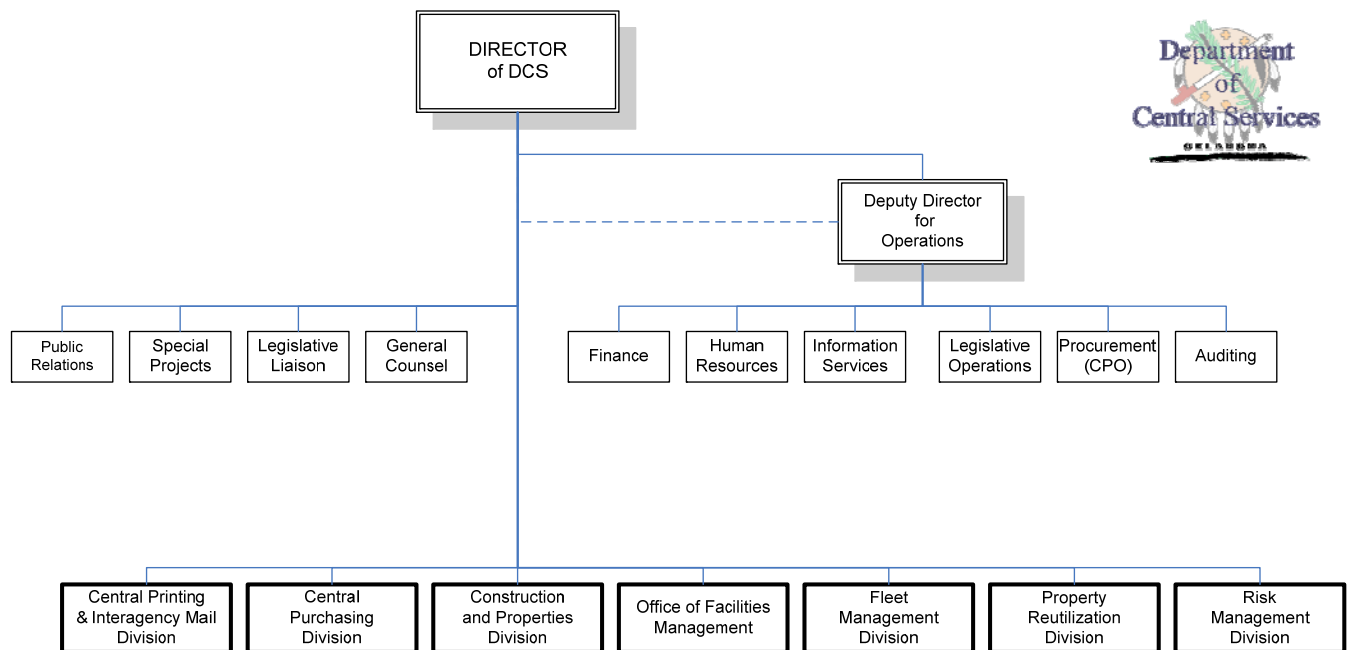 DIRECTOR
of DCS
Department
of
Central Services
OKLAHOMA
Deputy Director
for
Operations
Public
Relations
Special
Projects
Legislative
Liaison
General
Counsel
Finance
Human
Resources
Information
Services
Legislative
Operations
Procurement
(CPO)
Auditing
Central Printing
& Interagency Mail
Division
Central
Purchasing
Division
Construction
and Properties
Division
Office of Facilities
Management
Fleet
Management
Division
Property
Reutilization
Division
Risk
Management
Division